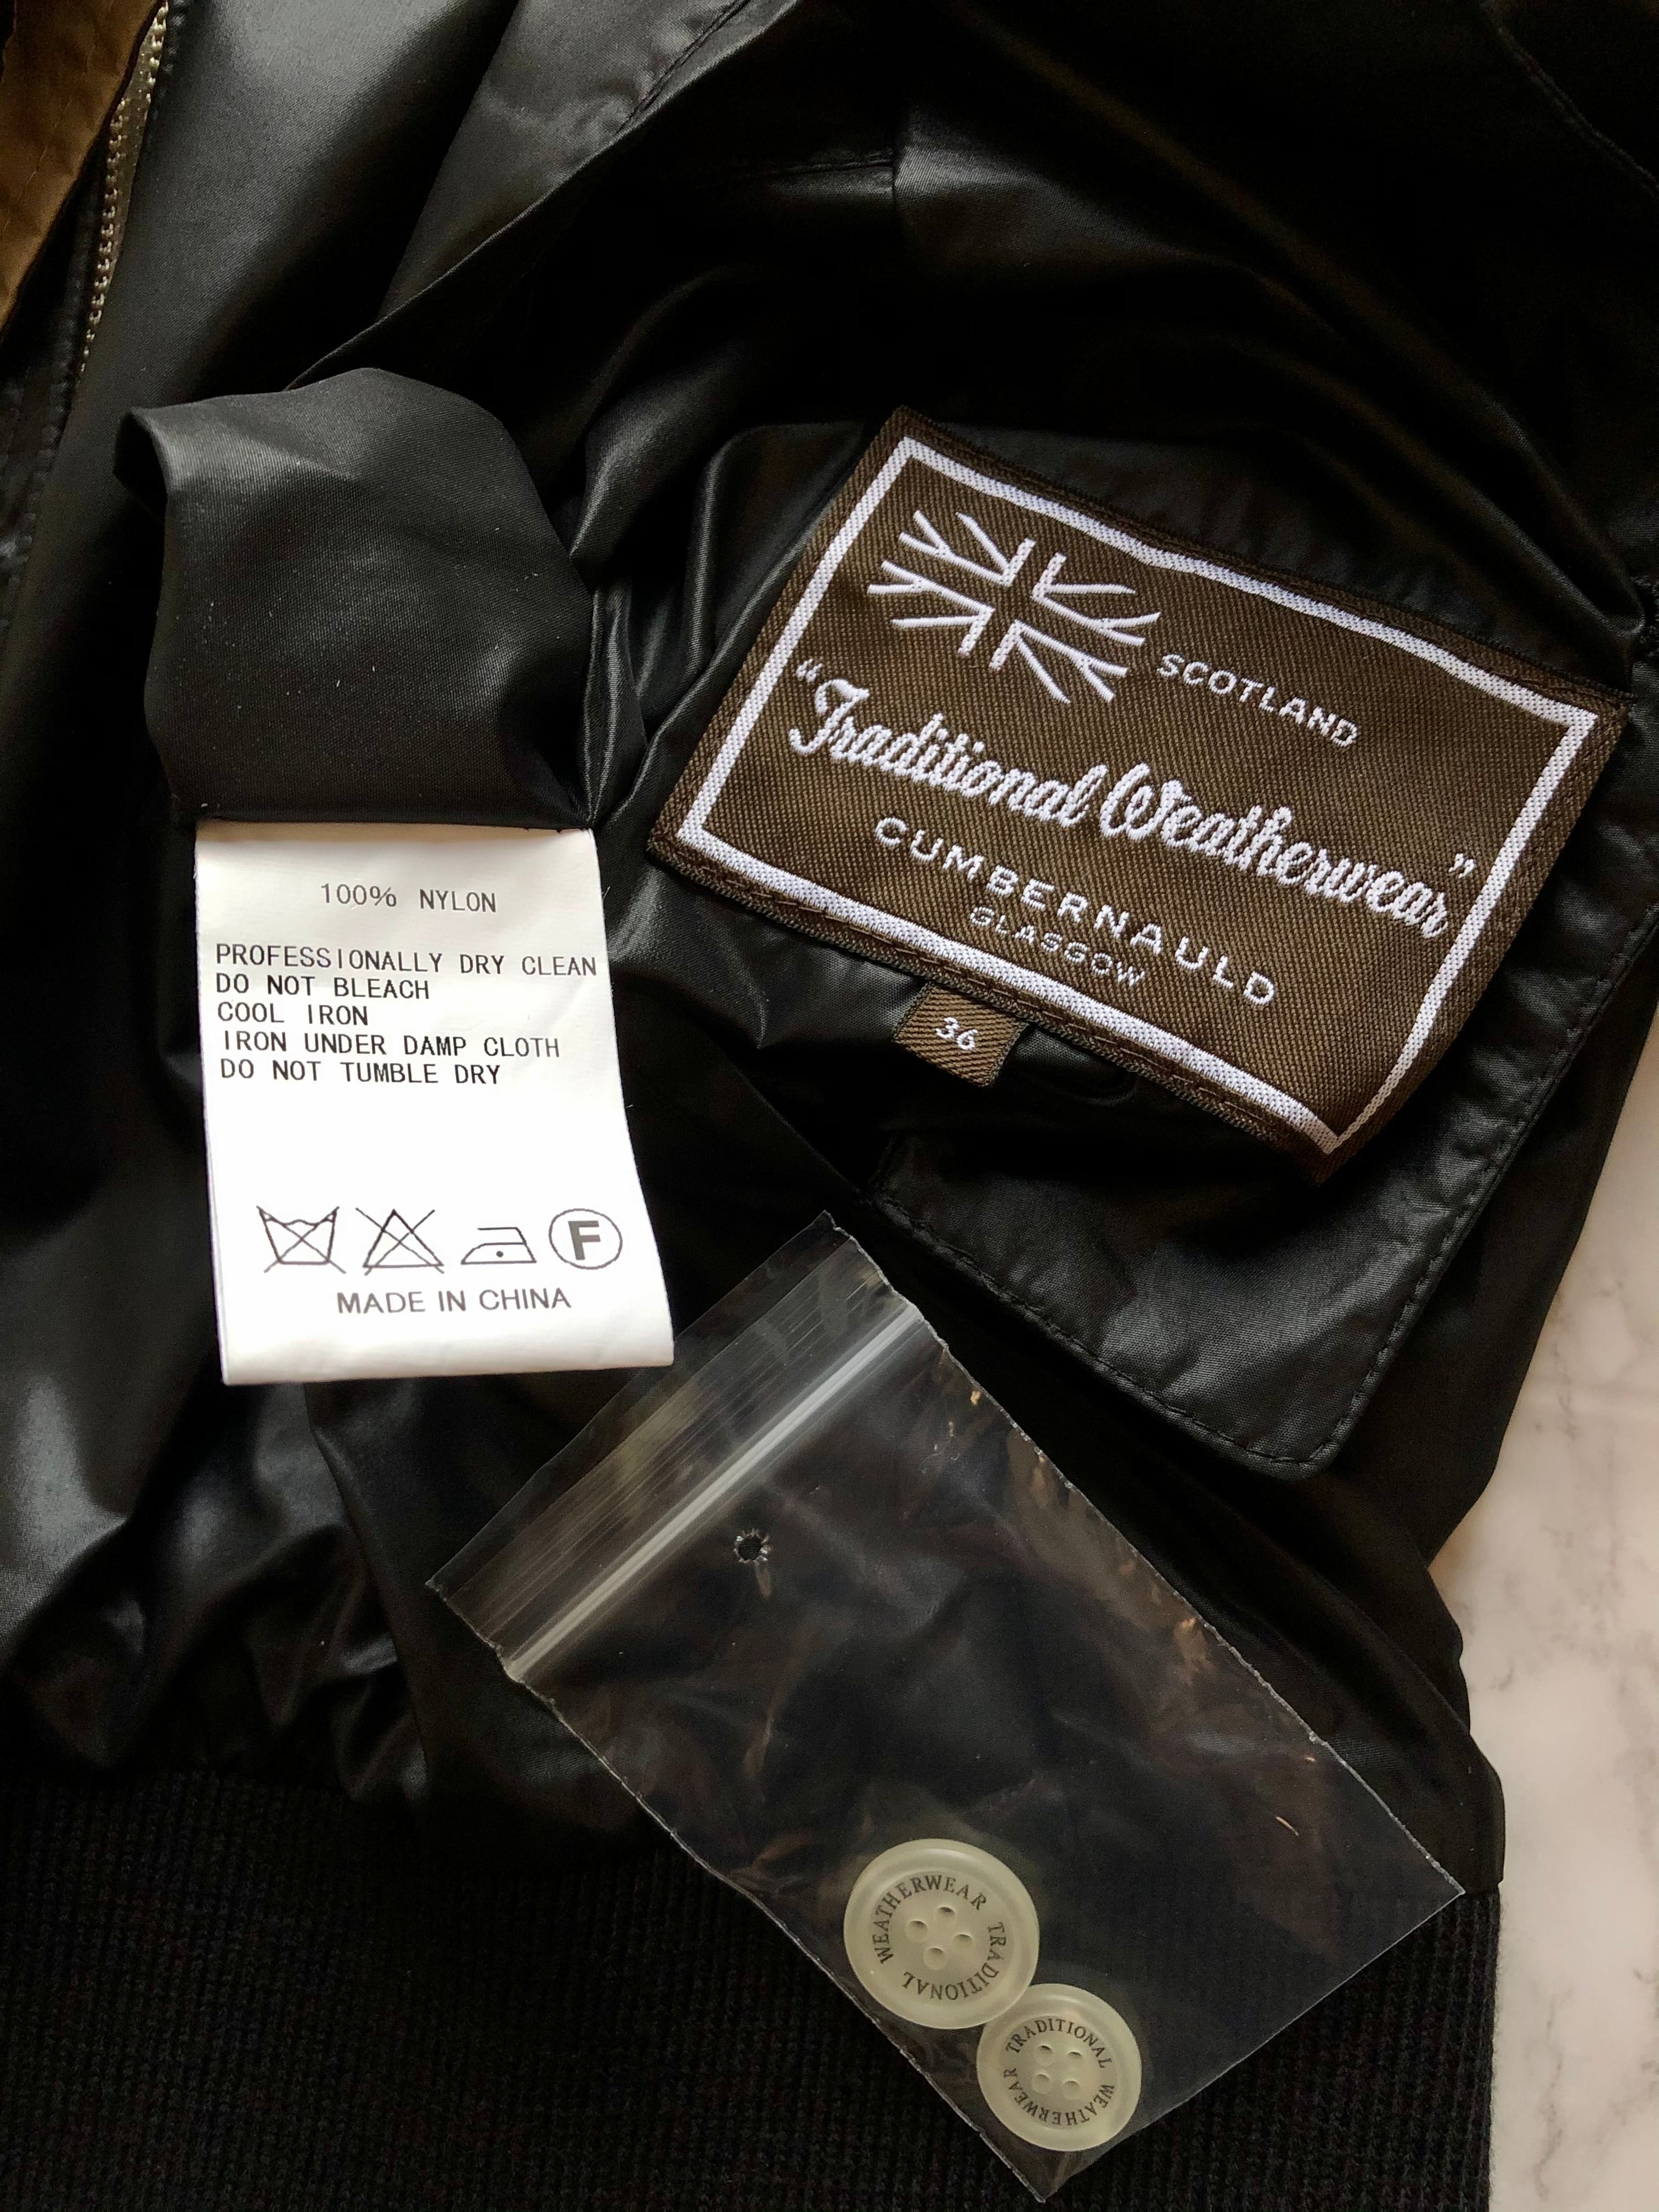 SCOTLAND
“Traditional Weatherwear”
CUMBERNAULD
GLASGOW
36
100% NYLON
PROFESSIONALLY DRY CLEAN
DO NOT BLEACH
COOL IRON
IRON UNDER DAMP CLOTH
DO NOT TUMBLE DRY
F
MADE IN CHINA
TRADITIONAL WEATHERWEAR
TRADITIONAL WEATHERWEAR